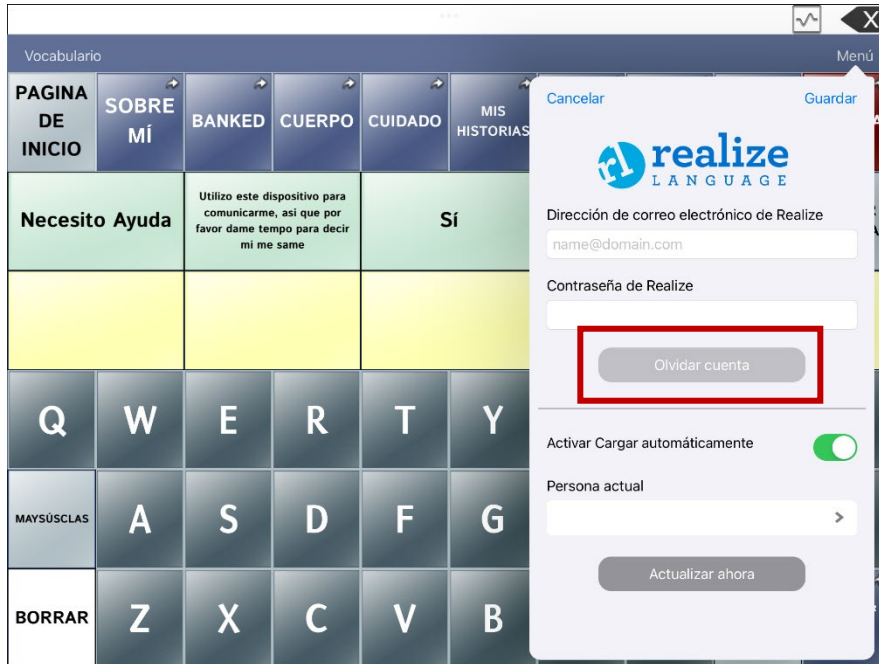 X
Vocabulario
Menú
PAGINA
DE
INICIO
SOBRE
MÍ
BANKED
CUERPO
CUIDADO
MIS
HISTORIAS
Necesito Ayuda
Utilizo este dispositivo para
comunicarme, asi que por
favor dame tempo para decir
mi me same
Sí
Q
W
E
R
T
Y
MAYSÚSCLAS
A
S
D
F
G
BORRAR
Z
X
C
V
B
Cancelar
Guardar
rl realize
LANGUAGE
Dirección de correo electrónico de Realize
name@domain.com
Contraseña de Realize
Olvidar cuenta
Activar Cargar automáticamente
Persona actual
>
Actualizar ahora